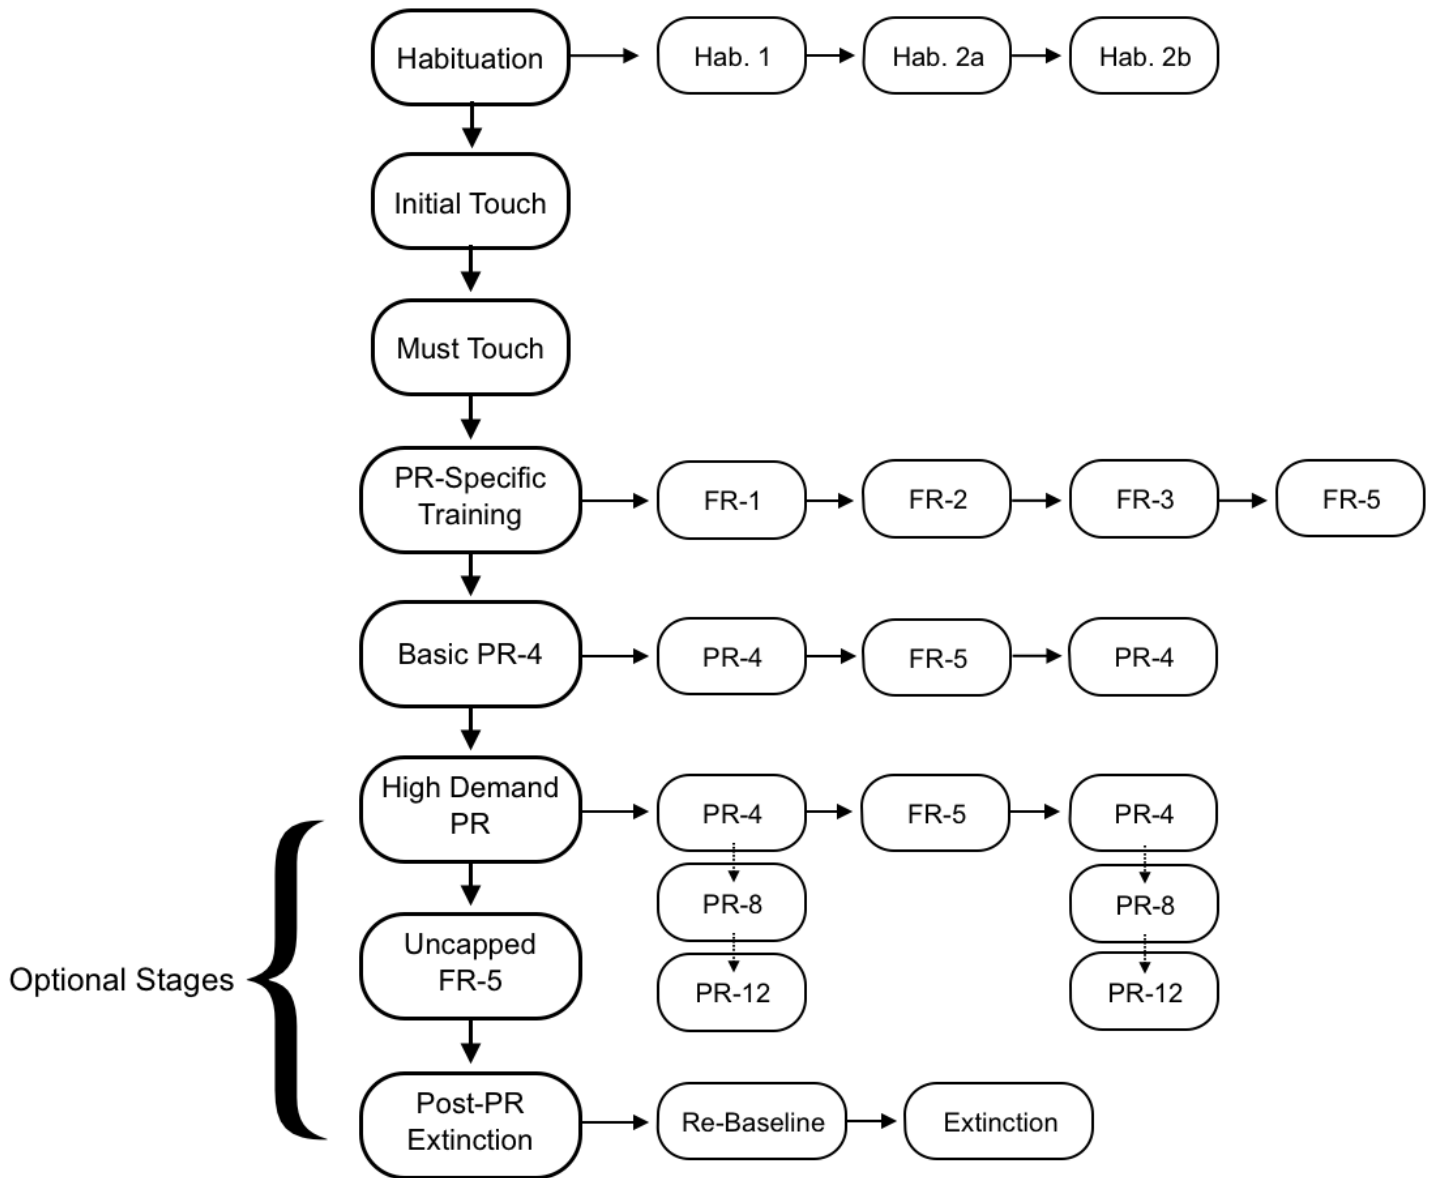 Habituation
Hab. 1
Hab. 2a
Hab. 2b
Initial Touch
Must Touch
PR-Specific
Training
FR-1
FR-2
FR-3
FR-5
Basic PR-4
PR-4
FR-5
PR-4
High Demand
PR
PR-4
FR-5
PR-4
PR-8
PR-8
PR-12
PR-12
Optional Stages
Uncapped
FR-5
Post-PR
Extinction
Re-Baseline
Extinction